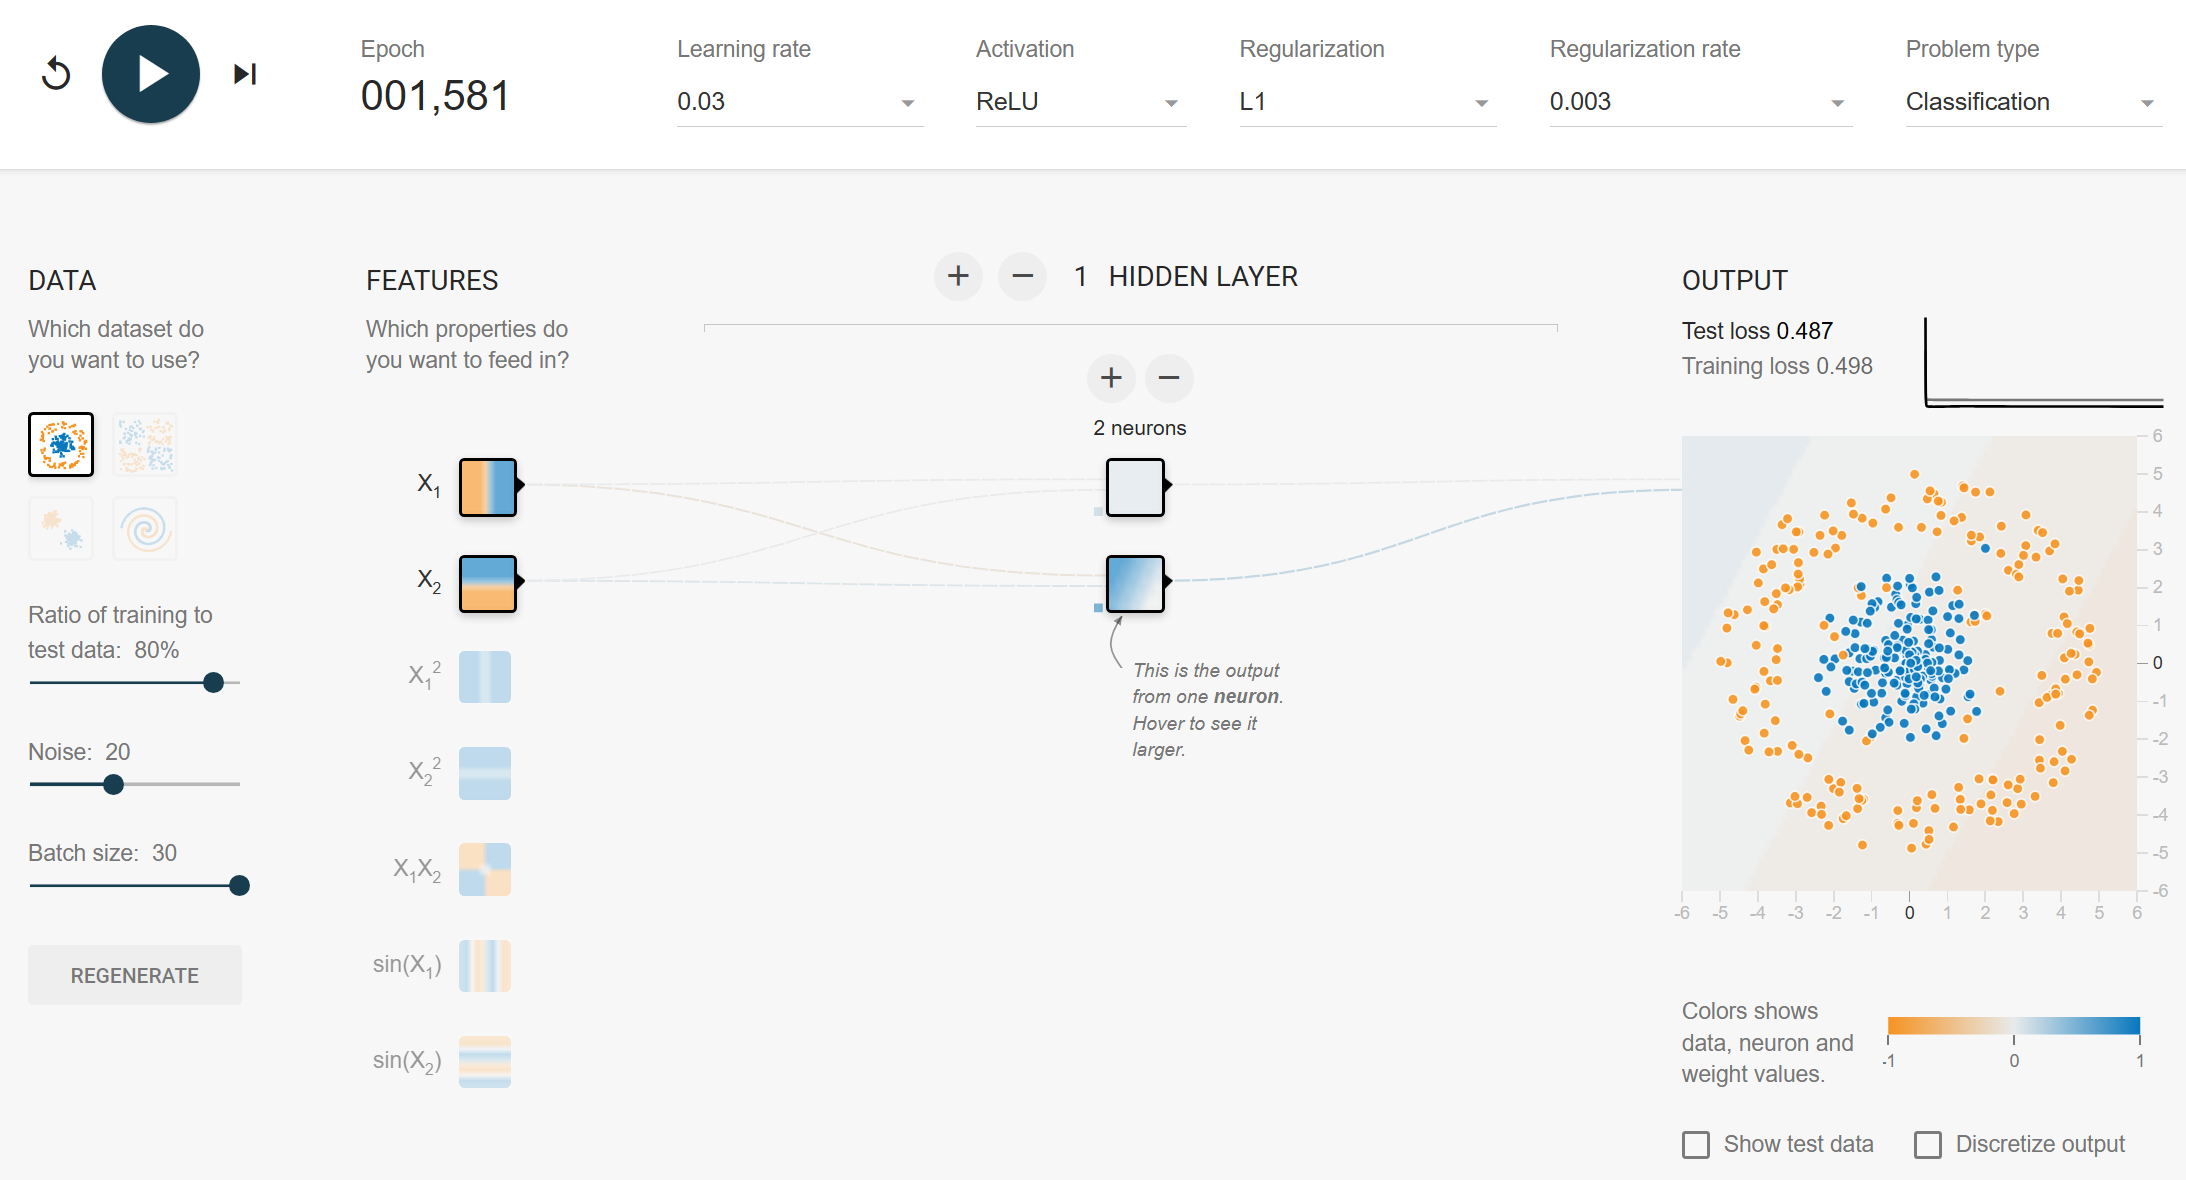 Epoch
001,581
Learning rate
0.03
Activation
ReLU
Regularization
L1
Regularization rate
0.003
Problem type
Classification
DATA
Which dataset do
you want to use?
Ratio of training to
test data: 80%
Noise: 20
Batch size: 30
REGENERATE
FEATURES
Which properties do
you want to feed in?
X1
X2
X1²
X2²
X1X2
sin(X1)
sin(X2)
+ − 1 HIDDEN LAYER
+ −
2 neurons
This is the output
from one neuron.
Hover to see it
larger.
OUTPUT
Test loss 0.487
Training loss 0.498
6
5
4
3
2
1
0
-1
-2
-3
-4
-5
-6
-6 -5 -4 -3 -2 -1 0 1 2 3 4 5 6
Colors shows
data, neuron and
weight values.
-1 0 1
Show test data
Discretize output